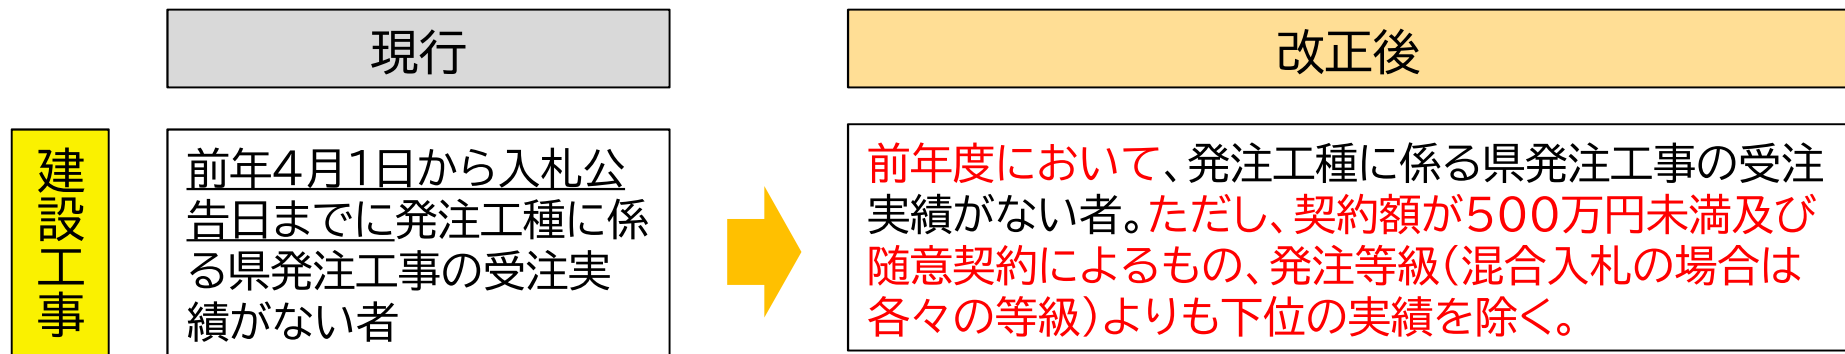 現行
改正後
建設工事
前年4月1日から入札公
告日までに発注工種に係
る県発注工事の受注実
績がない者
前年度において、発注工種に係る県発注工事の受注
実績がない者。ただし、契約額が500万円未満及び
随意契約によるもの、発注等級(混合入札の場合は
各々の等級)よりも下位の実績を除く。